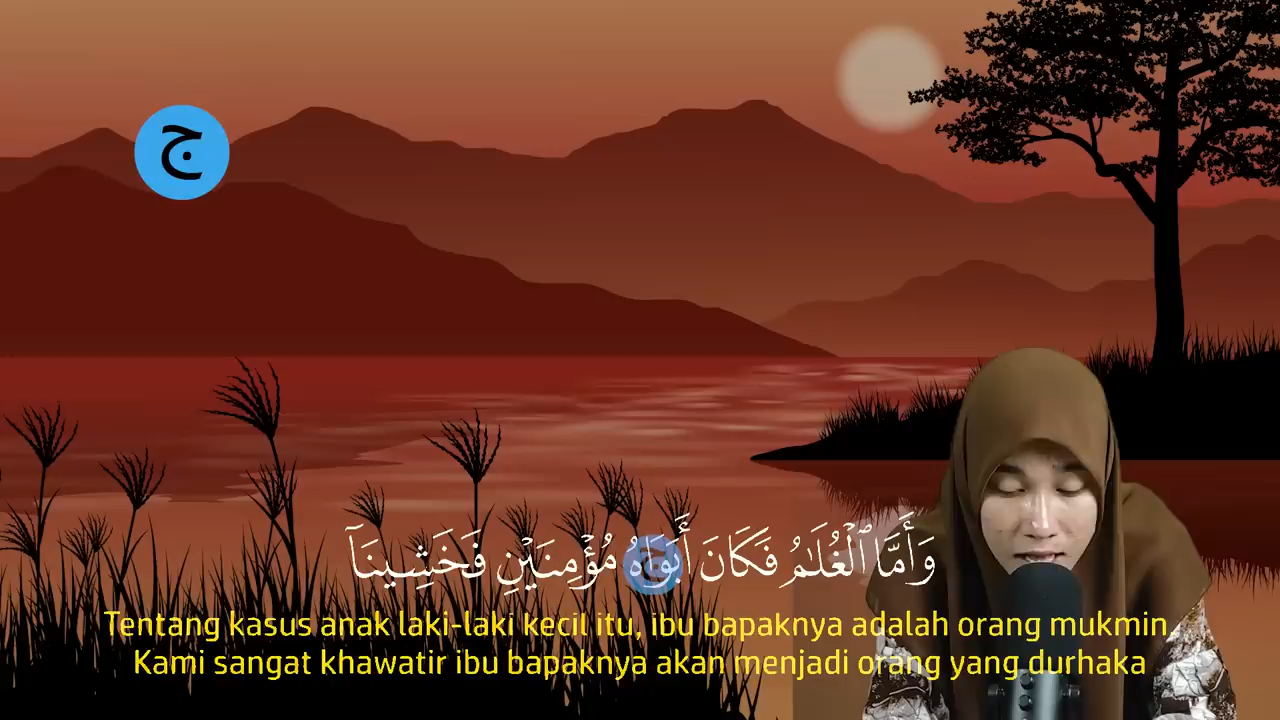 ج
وَأَمَّا ٱلْغُلَـٰمُ فَكَانَ أَبَوَاهُ مُؤْمِنَيْنِ فَخَشِينَآ
ج
Tentang kasus anak laki-laki kecil itu, ibu bapaknya adalah orang mukmin.
Kami sangat khawatir ibu bapaknya akan menjadi orang yang durhaka